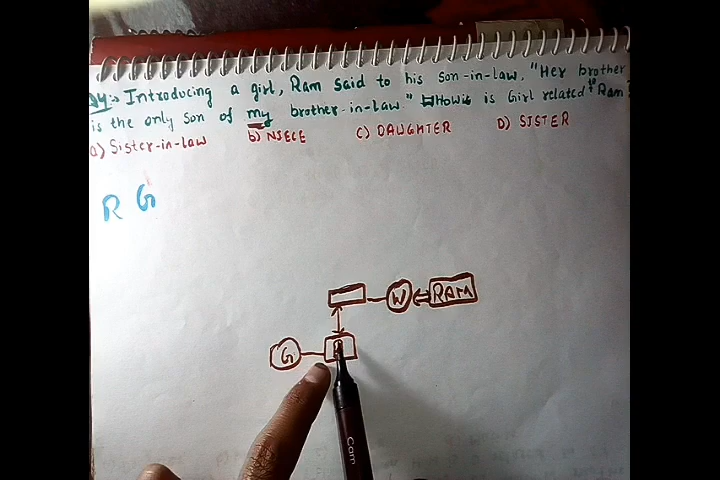 Q4:→ Introducing a girl, Ram said to his son-in-law, "Her brother
is the only son of my brother-in-law." How is Girl related to Ram
a) Sister-in-law b) NIECE C) DAUGHTER D) SISTER
R G
W RAM
G
Cam